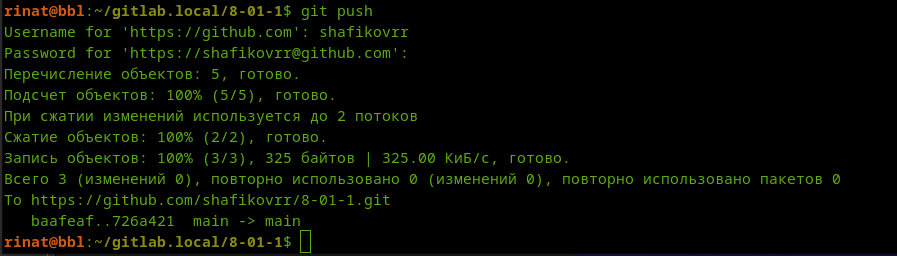 rinat@bbl:~/gitlab.local/8-01-1$ git push
Username for 'https://github.com': shafikovrr
Password for 'https://shafikovrr@github.com':
Перечисление объектов: 5, готово.
Подсчет объектов: 100% (5/5), готово.
При сжатии изменений используется до 2 потоков
Сжатие объектов: 100% (2/2), готово.
Запись объектов: 100% (3/3), 325 байтов | 325.00 КиБ/с, готово.
Всего 3 (изменений 0), повторно использовано 0 (изменений 0), повторно использовано пакетов 0
To https://github.com/shafikovrr/8-01-1.git
   baafeaf..726a421  main -> main
rinat@bbl:~/gitlab.local/8-01-1$